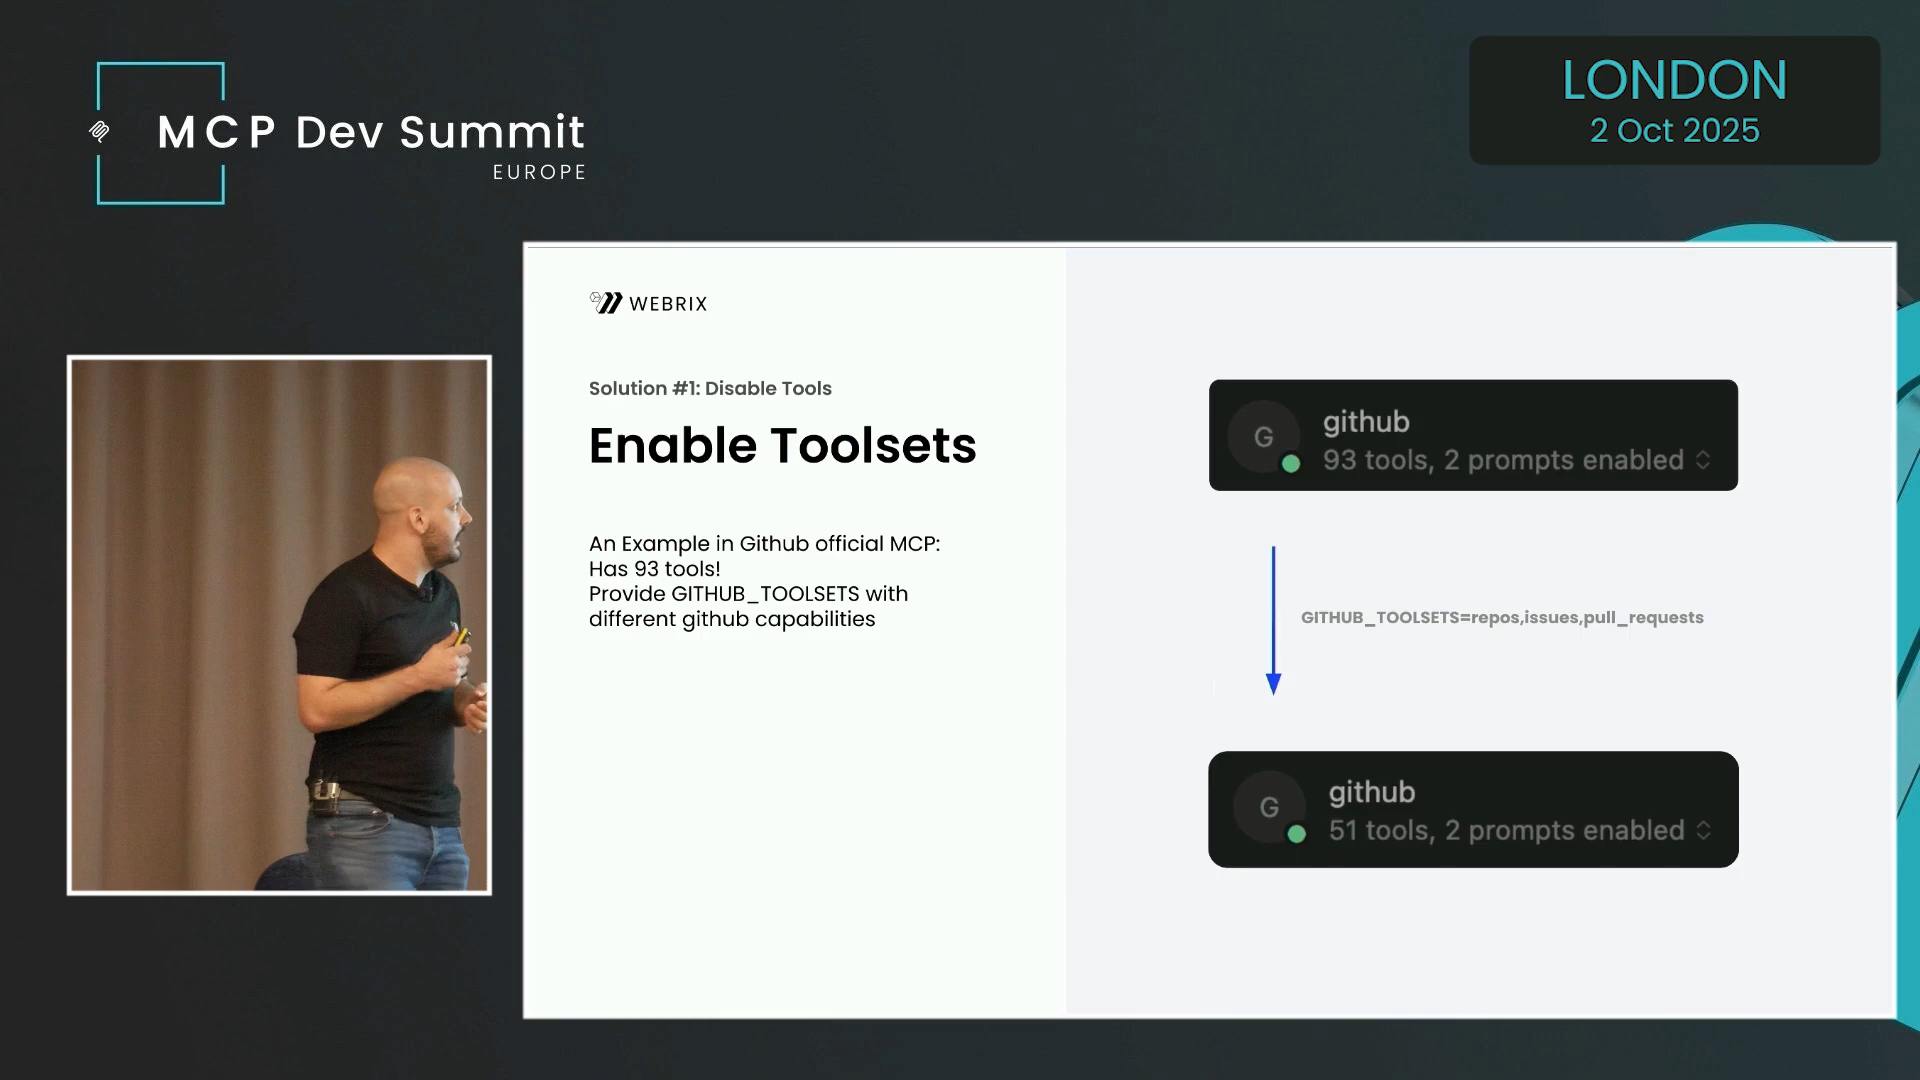 MCP Dev Summit
EUROPE
LONDON
2 Oct 2025
WEBRIX
Solution #1: Disable Tools
Enable Toolsets
An Example in Github official MCP:
Has 93 tools!
Provide GITHUB_TOOLSETS with
different github capabilities
G
github
93 tools, 2 prompts enabled
GITHUB_TOOLSETS=repos,issues,pull_requests
G
github
51 tools, 2 prompts enabled